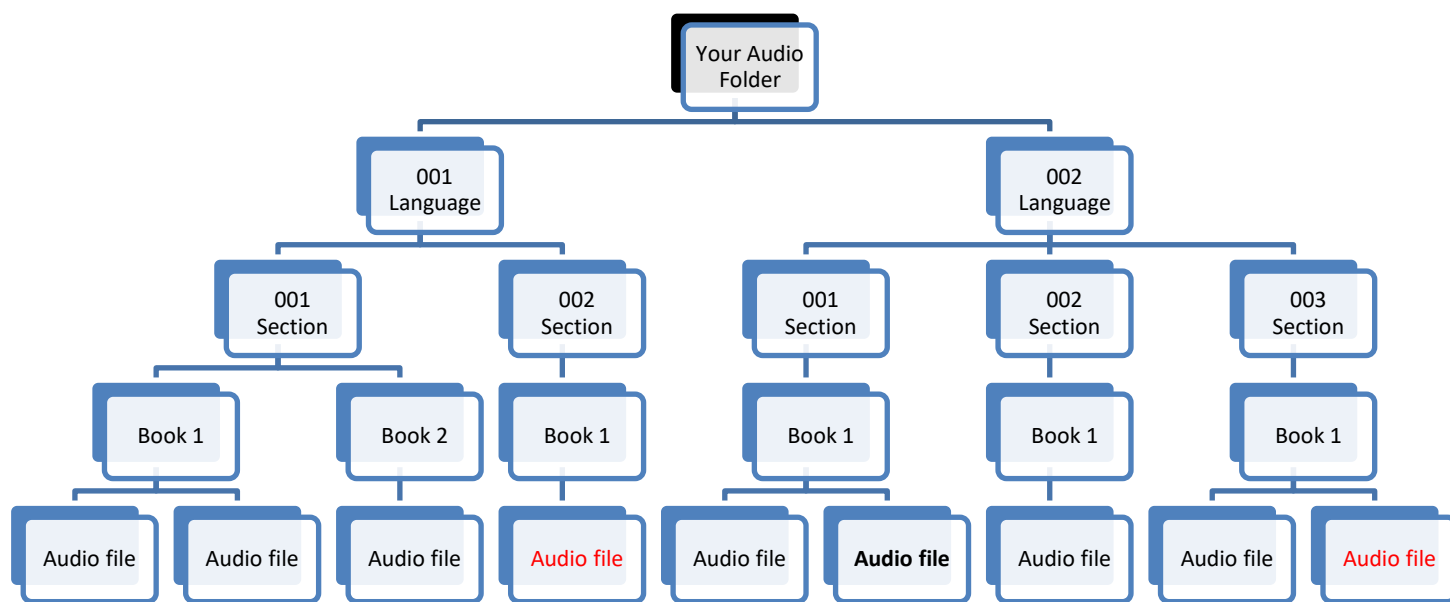 Your Audio
Folder
001
Language
002
Language
001
Section
002
Section
001
Section
002
Section
003
Section
Book 1
Book 2
Book 1
Book 1
Book 1
Book 1
Audio file
Audio file
Audio file
Audio file
Audio file
Audio file
Audio file
Audio file
Audio file